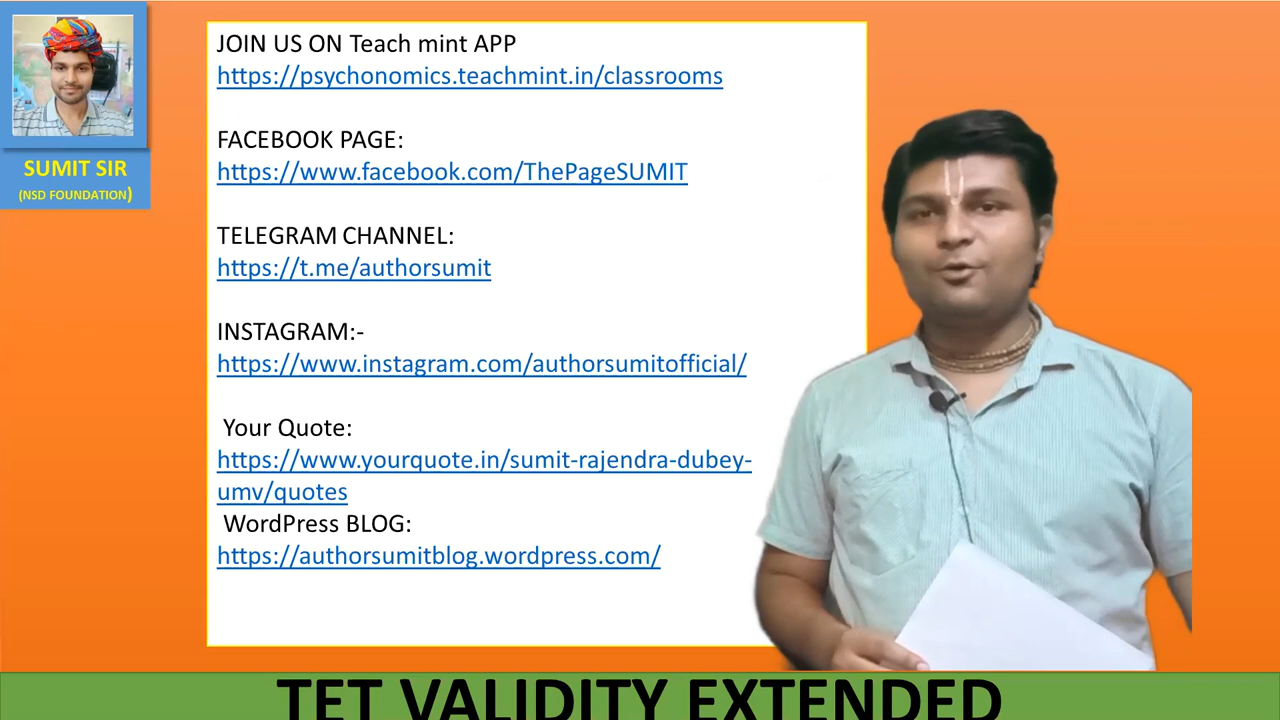 SUMIT SIR
(NSD FOUNDATION)
JOIN US ON Teach mint APP
https://psychonomics.teachmint.in/classrooms
FACEBOOK PAGE:
https://www.facebook.com/ThePageSUMIT
TELEGRAM CHANNEL:
https://t.me/authorsumit
INSTAGRAM:-
https://www.instagram.com/authorsumitofficial/
Your Quote:
https://www.yourquote.in/sumit-rajendra-dubey-
umv/quotes
WordPress BLOG:
https://authorsumitblog.wordpress.com/
TET VALIDITY EXTENDED